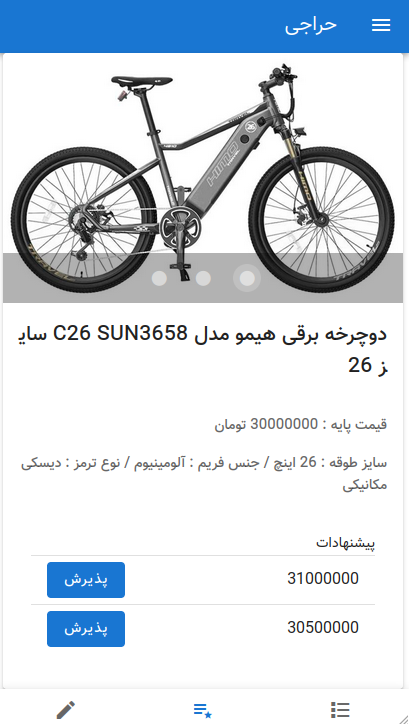 حراجی
HIMO
دوچرخه برقی هیمو مدل C26 SUN3658 سای
ز 26
قیمت پایه : 30000000 تومان
سایز طوقه : 26 اینچ / جنس فریم : آلومینیوم / نوع ترمز : دیسکی
مکانیکی
پیشنهادات
31000000 پذیرش
30500000 پذیرش